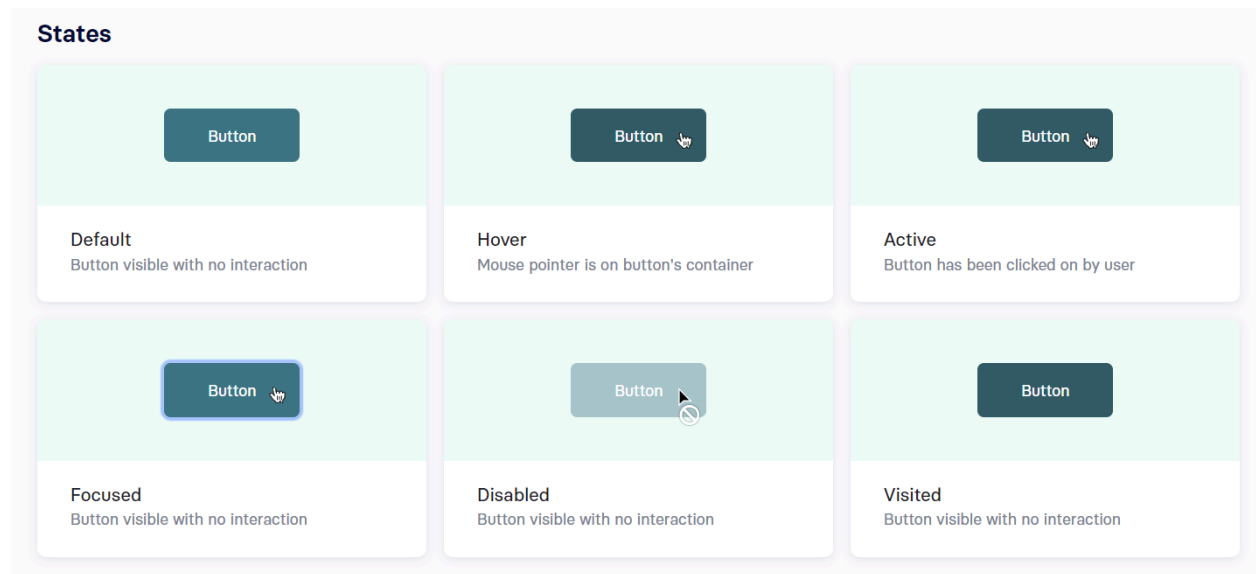 States
Button
Button
Button
Default
Button visible with no interaction
Hover
Mouse pointer is on button's container
Active
Button has been clicked on by user
Button
Button
Button
Focused
Button visible with no interaction
Disabled
Button visible with no interaction
Visited
Button visible with no interaction